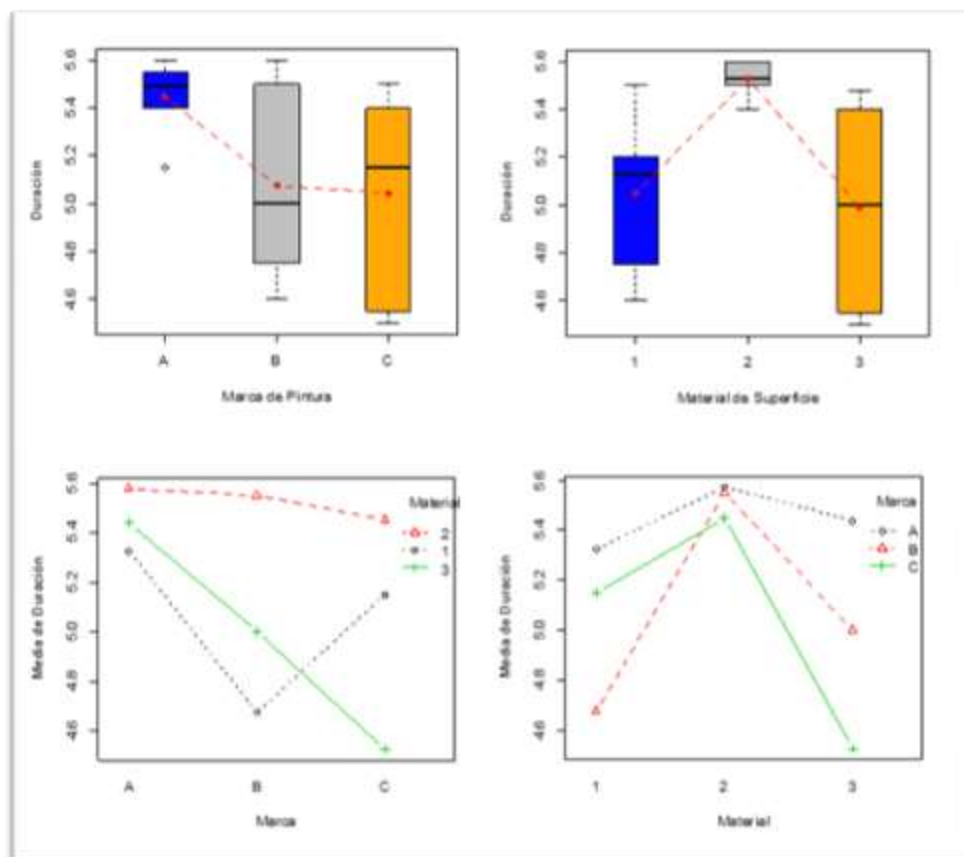 Duración
5.6
5.4
5.2
5.0
4.8
4.6
A B C
Marca de Pintura
Duración
5.6
5.4
5.2
5.0
4.8
4.6
1 2 3
Material de Superficie
Media de Duración
5.6
5.4
5.2
5.0
4.8
4.6
Material
2
1
3
A B C
Marca
Media de Duración
5.6
5.4
5.2
5.0
4.8
4.6
Marca
A
B
C
1 2 3
Material